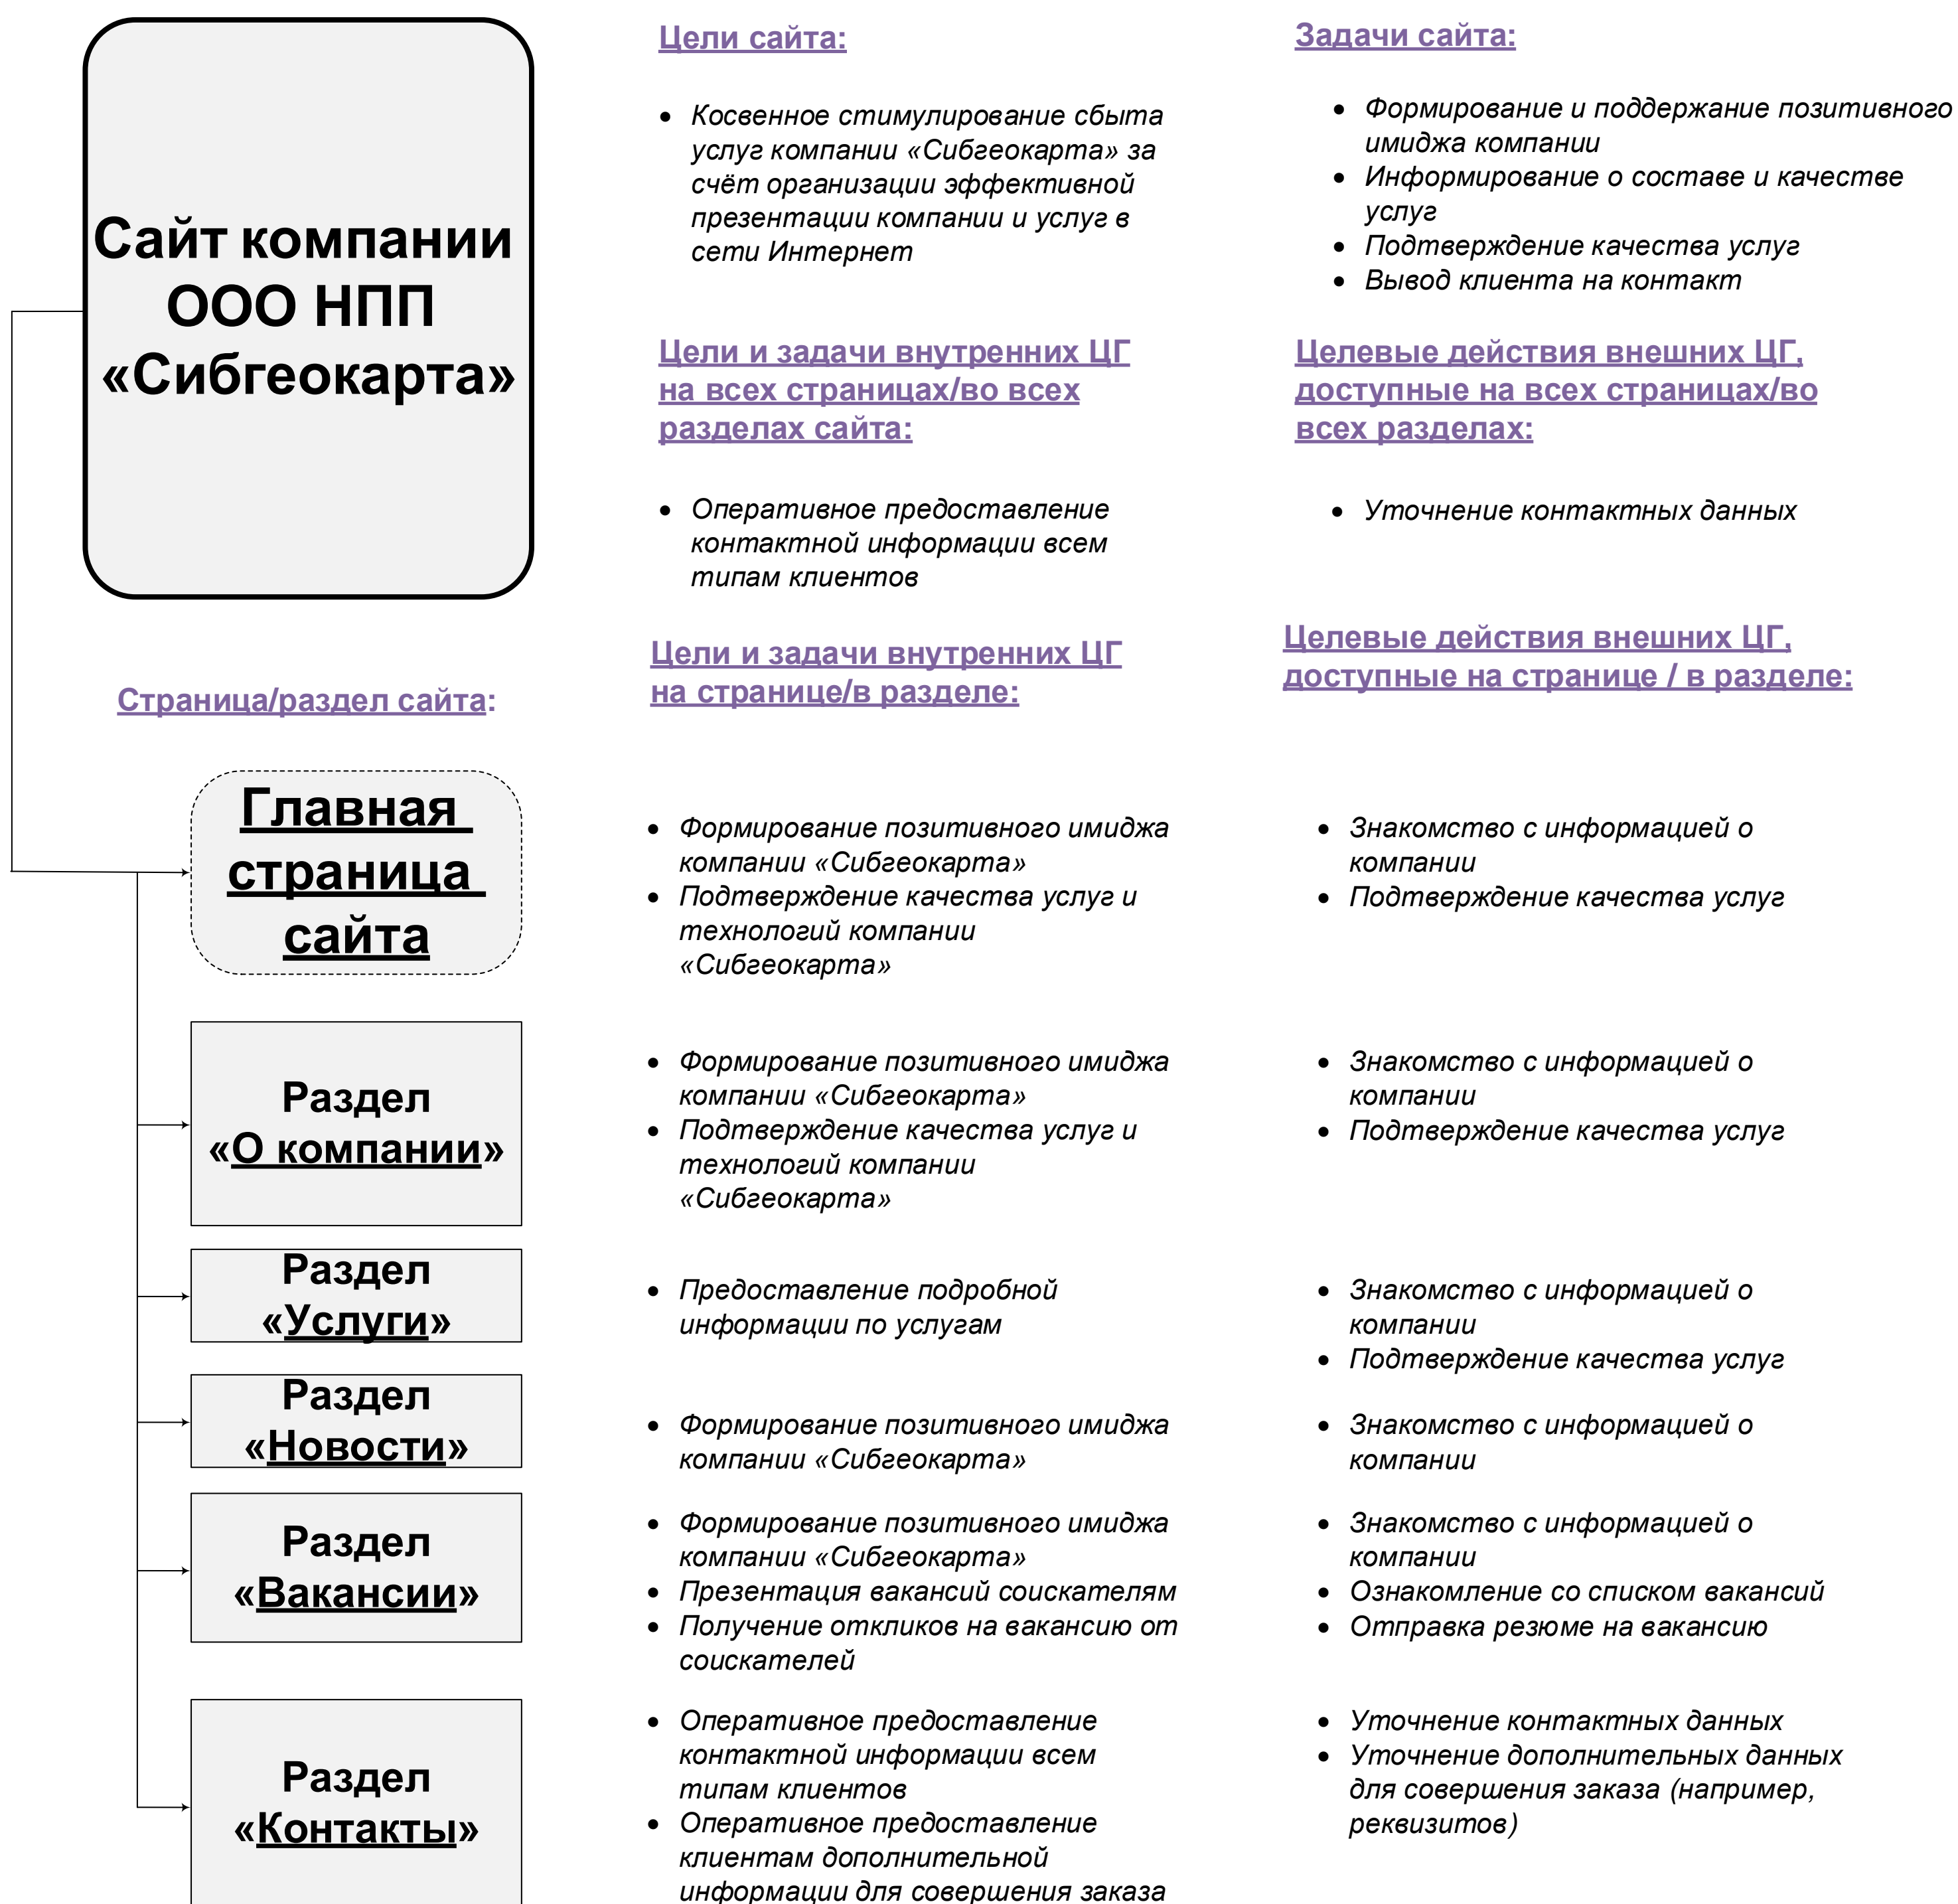 Сайт компании
ООО НПП
«Сибгеокарта»
Цели сайта:
• Косвенное стимулирование сбыта
услуг компании «Сибгеокарта» за
счёт организации эффективной
презентации компании и услуг в
сети Интернет
Задачи сайта:
• Формирование и поддержание позитивного
имиджа компании
• Информирование о составе и качестве
услуг
• Подтверждение качества услуг
• Вывод клиента на контакт
Цели и задачи внутренних ЦГ
на всех страницах/во всех
разделах сайта:
• Оперативное предоставление
контактной информации всем
типам клиентов
Целевые действия внешних ЦГ,
доступные на всех страницах/во
всех разделах:
• Уточнение контактных данных
Страница/раздел сайта:
Цели и задачи внутренних ЦГ
на странице/в разделе:
Целевые действия внешних ЦГ,
доступные на странице / в разделе:
Главная
страница
сайта
• Формирование позитивного имиджа
компании «Сибгеокарта»
• Подтверждение качества услуг и
технологий компании
«Сибгеокарта»
• Знакомство с информацией о
компании
• Подтверждение качества услуг
Раздел
«О компании»
• Формирование позитивного имиджа
компании «Сибгеокарта»
• Подтверждение качества услуг и
технологий компании
«Сибгеокарта»
• Знакомство с информацией о
компании
• Подтверждение качества услуг
Раздел
«Услуги»
• Предоставление подробной
информации по услугам
• Знакомство с информацией о
компании
• Подтверждение качества услуг
Раздел
«Новости»
• Формирование позитивного имиджа
компании «Сибгеокарта»
• Знакомство с информацией о
компании
Раздел
«Вакансии»
• Формирование позитивного имиджа
компании «Сибгеокарта»
• Презентация вакансий соискателям
• Получение откликов на вакансию от
соискателей
• Знакомство с информацией о
компании
• Ознакомление со списком вакансий
• Отправка резюме на вакансию
Раздел
«Контакты»
• Оперативное предоставление
контактной информации всем
типам клиентов
• Оперативное предоставление
клиентам дополнительной
информации для совершения заказа
• Уточнение контактных данных
• Уточнение дополнительных данных
для совершения заказа (например,
реквизитов)